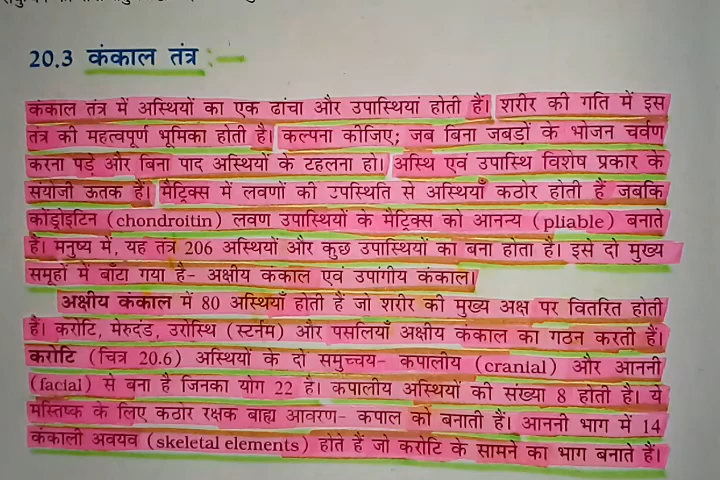 20.3 कंकाल तंत्र :-
कंकाल तंत्र में अस्थियों का एक ढांचा और उपास्थियां होती हैं। शरीर की गति में इस
तंत्र की महत्वपूर्ण भूमिका होती है। कल्पना कीजिए; जब बिना जबड़ों के भोजन चर्वण
करना पड़े और बिना पाद अस्थियों के टहलना हो। अस्थि एवं उपास्थि विशेष प्रकार के
संयोजी ऊतक हैं। मैट्रिक्स में लवणों की उपस्थिति से अस्थियाँ कठोर होती हैं जबकि
कोंड्रोइटिन (chondroitin) लवण उपास्थियों के मैट्रिक्स को आनन्य (pliable) बनाते
हैं। मनुष्य में, यह तंत्र 206 अस्थियों और कुछ उपास्थियों का बना होता है। इसे दो मुख्य
समूहों में बाँटा गया है- अक्षीय कंकाल एवं उपांगीय कंकाल।
अक्षीय कंकाल में 80 अस्थियाँ होती हैं जो शरीर की मुख्य अक्ष पर वितरित होती
हैं। करोटि, मेरुदंड, उरोस्थि (स्टर्नम) और पसलियाँ अक्षीय कंकाल का गठन करती हैं।
करोटि (चित्र 20.6) अस्थियों के दो समुच्चय- कपालीय (cranial) और आननी
(facial) से बना है जिनका योग 22 है। कपालीय अस्थियों की संख्या 8 होती है। ये
मस्तिष्क के लिए कठोर रक्षक बाह्य आवरण- कपाल को बनाती हैं। आननी भाग में 14
कंकाली अवयव (skeletal elements) होते हैं जो करोटि के सामने का भाग बनाते हैं।